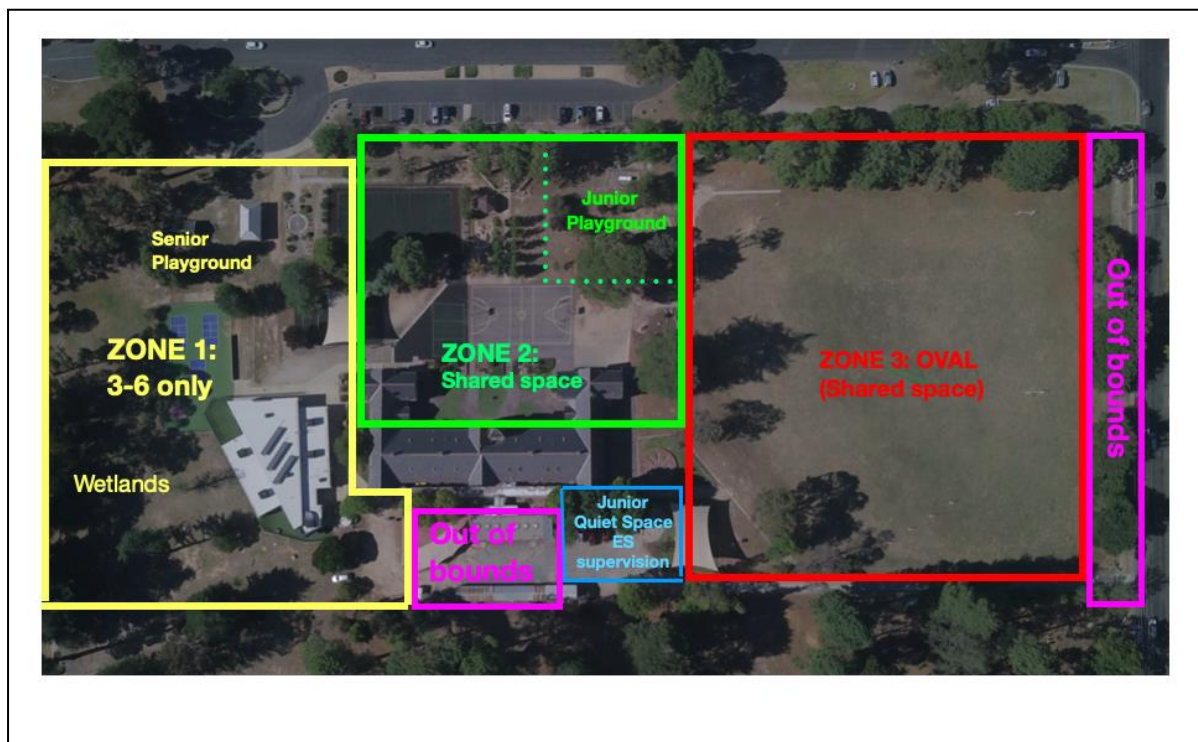 Senior
Playground
ZONE 1:
3-6 only
Wetlands
Junior
Playground
ZONE 2:
Shared space
ZONE 3: OVAL
(Shared space)
Out of bounds
Out of
bounds
Junior
Quiet Space
ES
supervision